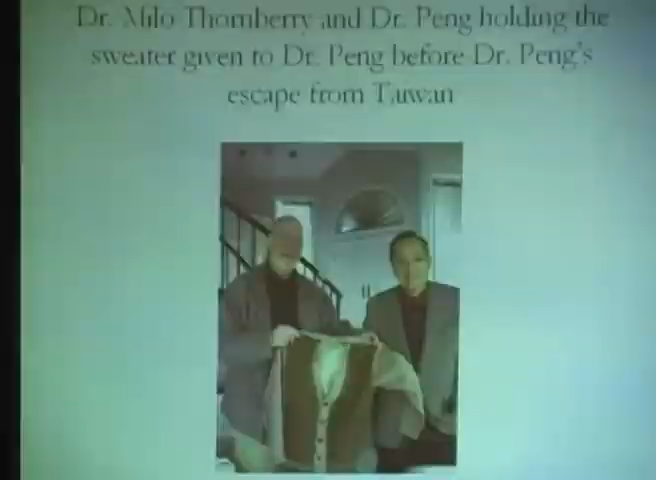 Dr. Milo Thornberry and Dr. Peng holding the
sweater given to Dr. Peng before Dr. Peng's
escape from Taiwan